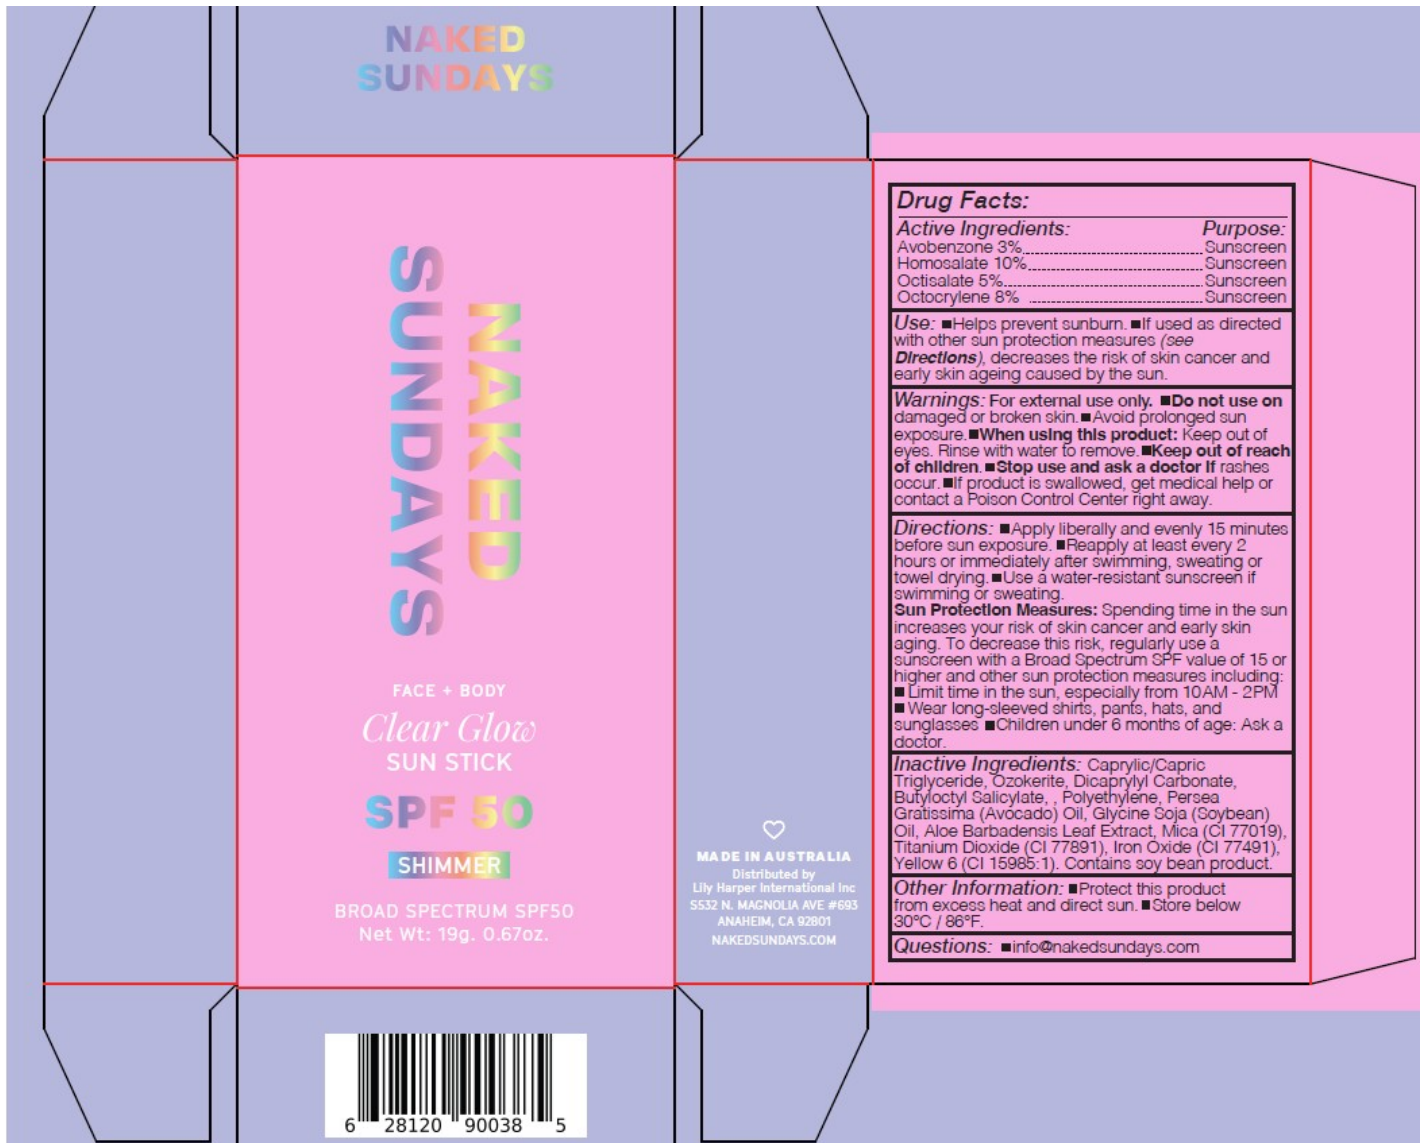 NAKED
SUNDAYS
NAKED
SUNDAYS
FACE + BODY
Clear Glow
SUN STICK
SPF 50
SHIMMER
BROAD SPECTRUM SPF50
Net Wt: 19g. 0.67oz.
MADE IN AUSTRALIA
Distributed by
Lily Harper International Inc
5532 N. MAGNOLIA AVE #693
ANAHEIM, CA 92801
NAKEDSUNDAYS.COM
Drug Facts:
Active Ingredients: Purpose:
Avobenzone 3%........................................Sunscreen
Homosalate 10%.......................................Sunscreen
Octisalate 5%............................................Sunscreen
Octocrylene 8% .......................................Sunscreen
Use: ■Helps prevent sunburn. ■If used as directed
with other sun protection measures (see
Directions), decreases the risk of skin cancer and
early skin ageing caused by the sun.
Warnings: For external use only. ■Do not use on
damaged or broken skin. ■Avoid prolonged sun
exposure. ■When using this product: Keep out of
eyes. Rinse with water to remove. ■Keep out of reach
of children. ■Stop use and ask a doctor if rashes
occur. ■If product is swallowed, get medical help or
contact a Poison Control Center right away.
Directions: ■Apply liberally and evenly 15 minutes
before sun exposure. ■Reapply at least every 2
hours or immediately after swimming, sweating or
towel drying. ■Use a water-resistant sunscreen if
swimming or sweating.
Sun Protection Measures: Spending time in the sun
increases your risk of skin cancer and early skin
aging. To decrease this risk, regularly use a
sunscreen with a Broad Spectrum SPF value of 15 or
higher and other sun protection measures including:
■ Limit time in the sun, especially from 10AM - 2PM
■ Wear long-sleeved shirts, pants, hats, and
sunglasses ■Children under 6 months of age: Ask a
doctor.
Inactive Ingredients: Caprylic/Capric
Triglyceride, Ozokerite, Dicaprylyl Carbonate,
Butyloctyl Salicylate, , Polyethylene, Persea
Gratissima (Avocado) Oil, Glycine Soja (Soybean)
Oil, Aloe Barbadensis Leaf Extract, Mica (CI 77019),
Titanium Dioxide (CI 77891), Iron Oxide (CI 77491),
Yellow 6 (CI 15985:1). Contains soy bean product.
Other Information: ■Protect this product
from excess heat and direct sun. ■Store below
30°C / 86°F.
Questions: ■info@nakedsundays.com
6 28120 90038 5